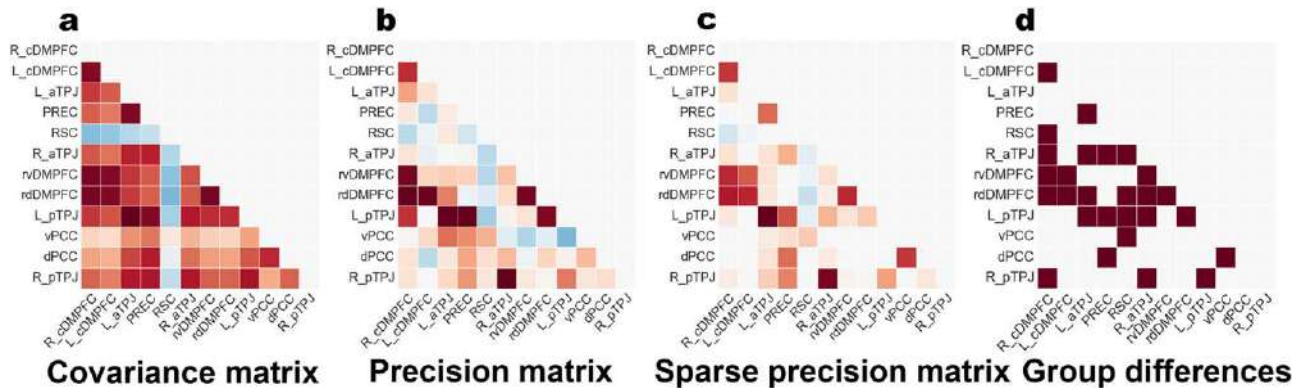 a b c d
R_cDMPFC R_cDMPFC R_cDMPFC R_cDMPFC
L_cDMPFC L_cDMPFC L_cDMPFC L_cDMPFC
L_aTPJ L_aTPJ L_aTPJ L_aTPJ
PREC PREC PREC PREC
RSC RSC RSC RSC
R_aTPJ R_aTPJ R_aTPJ R_aTPJ
rvDMPFC rvDMPFC rvDMPFC rvDMPFC
rdDMPFC rdDMPFC rdDMPFC rdDMPFC
L_pTPJ L_pTPJ L_pTPJ L_pTPJ
vPCC vPCC vPCC vPCC
dPCC dPCC dPCC dPCC
R_pTPJ R_pTPJ R_pTPJ R_pTPJ
R_cDMPFC L_cDMPFC L_aTPJ PREC RSC R_aTPJ rvDMPFC rdDMPFC L_pTPJ vPCC dPCC R_pTPJ
R_cDMPFC L_cDMPFC L_aTPJ PREC RSC R_aTPJ rvDMPFC rdDMPFC L_pTPJ vPCC dPCC R_pTPJ
R_cDMPFC L_cDMPFC L_aTPJ PREC RSC R_aTPJ rvDMPFC rdDMPFC L_pTPJ vPCC dPCC R_pTPJ
R_cDMPFC L_cDMPFC L_aTPJ PREC RSC R_aTPJ rvDMPFC rdDMPFC L_pTPJ vPCC dPCC R_pTPJ
Covariance matrix Precision matrix Sparse precision matrix Group differences